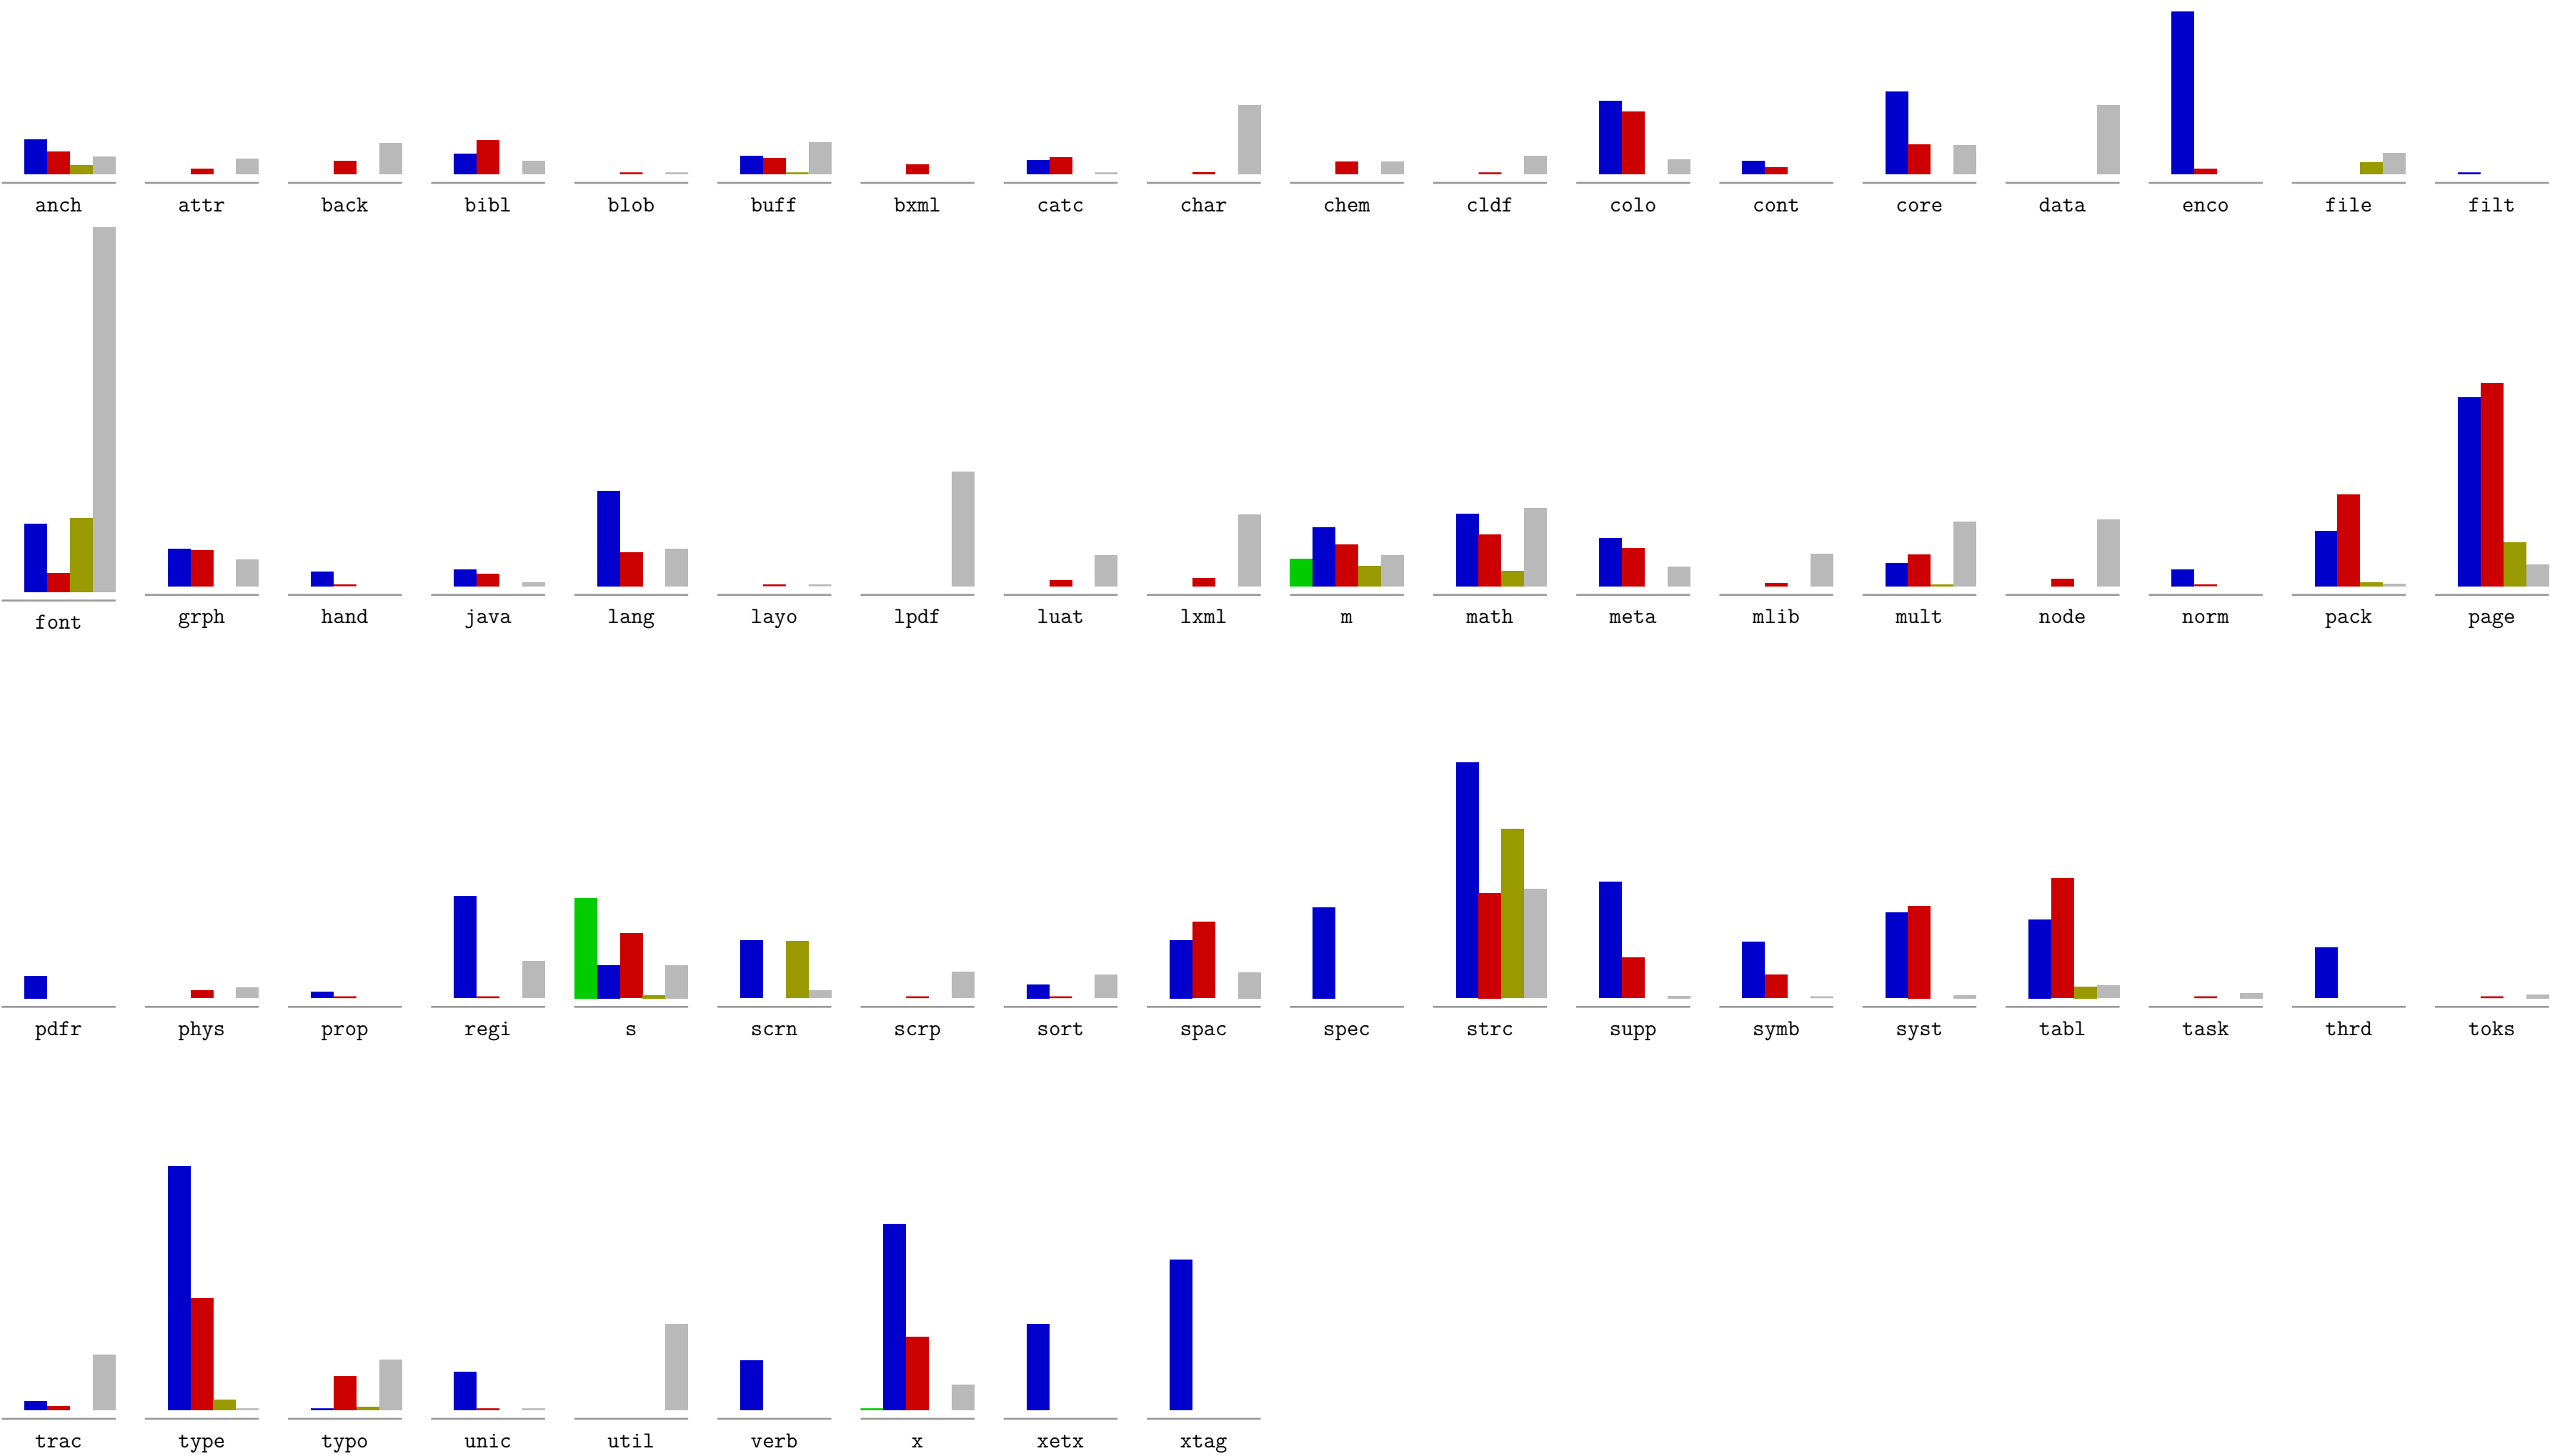 anch attr back bibl blob buff bxml catc char chem cldf colo cont core data enco file filt
font grph hand java lang layo lpdf luat lxml m math meta mlib mult node norm pack page
pdfr phys prop regi s scrn scrp sort spac spec strc supp symb syst tabl task thrd toks
trac type typo unic util verb x xetx xtag